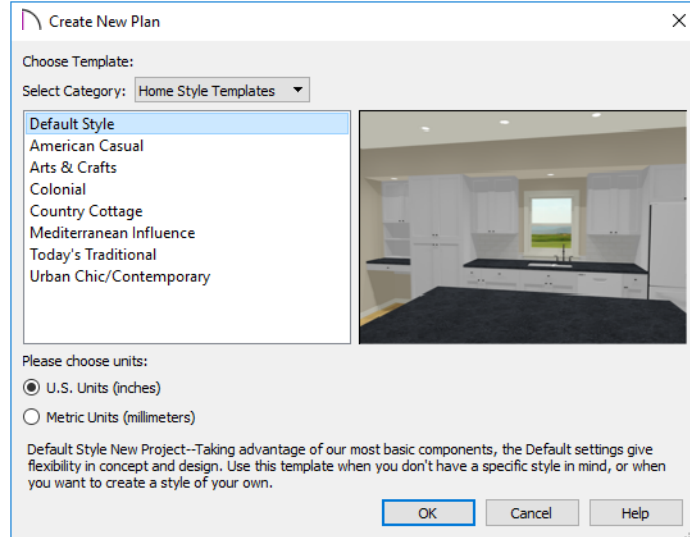 Create New Plan
Choose Template:
Select Category: Home Style Templates
Default Style
American Casual
Arts & Crafts
Colonial
Country Cottage
Mediterranean Influence
Today's Traditional
Urban Chic/Contemporary
Please choose units:
U.S. Units (inches)
Metric Units (millimeters)
Default Style New Project--Taking advantage of our most basic components, the Default settings give
flexibility in concept and design. Use this template when you don't have a specific style in mind, or when
you want to create a style of your own.
OK Cancel Help